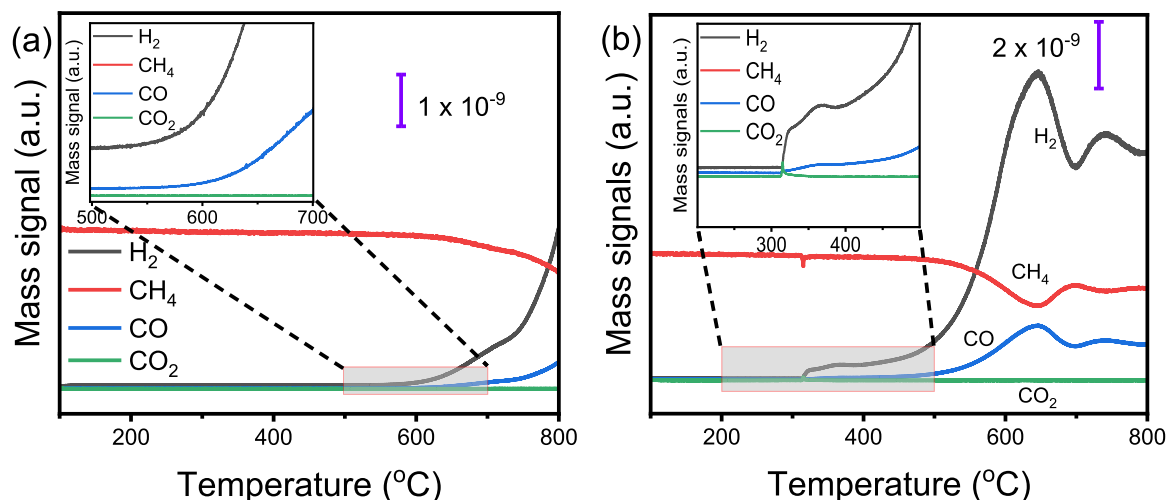 (a)
Mass signal (a.u.)
Mass signal (a.u.)
H₂
CH₄
CO
CO₂
500
600
700
1 x 10⁻⁹
H₂
CH₄
CO
CO₂
200
400
600
800
Temperature (°C)
(b)
Mass signals (a.u.)
Mass signals (a.u.)
H₂
CH₄
CO
CO₂
300
400
2 x 10⁻⁹
H₂
CH₄
CO
CO₂
200
400
600
800
Temperature (°C)